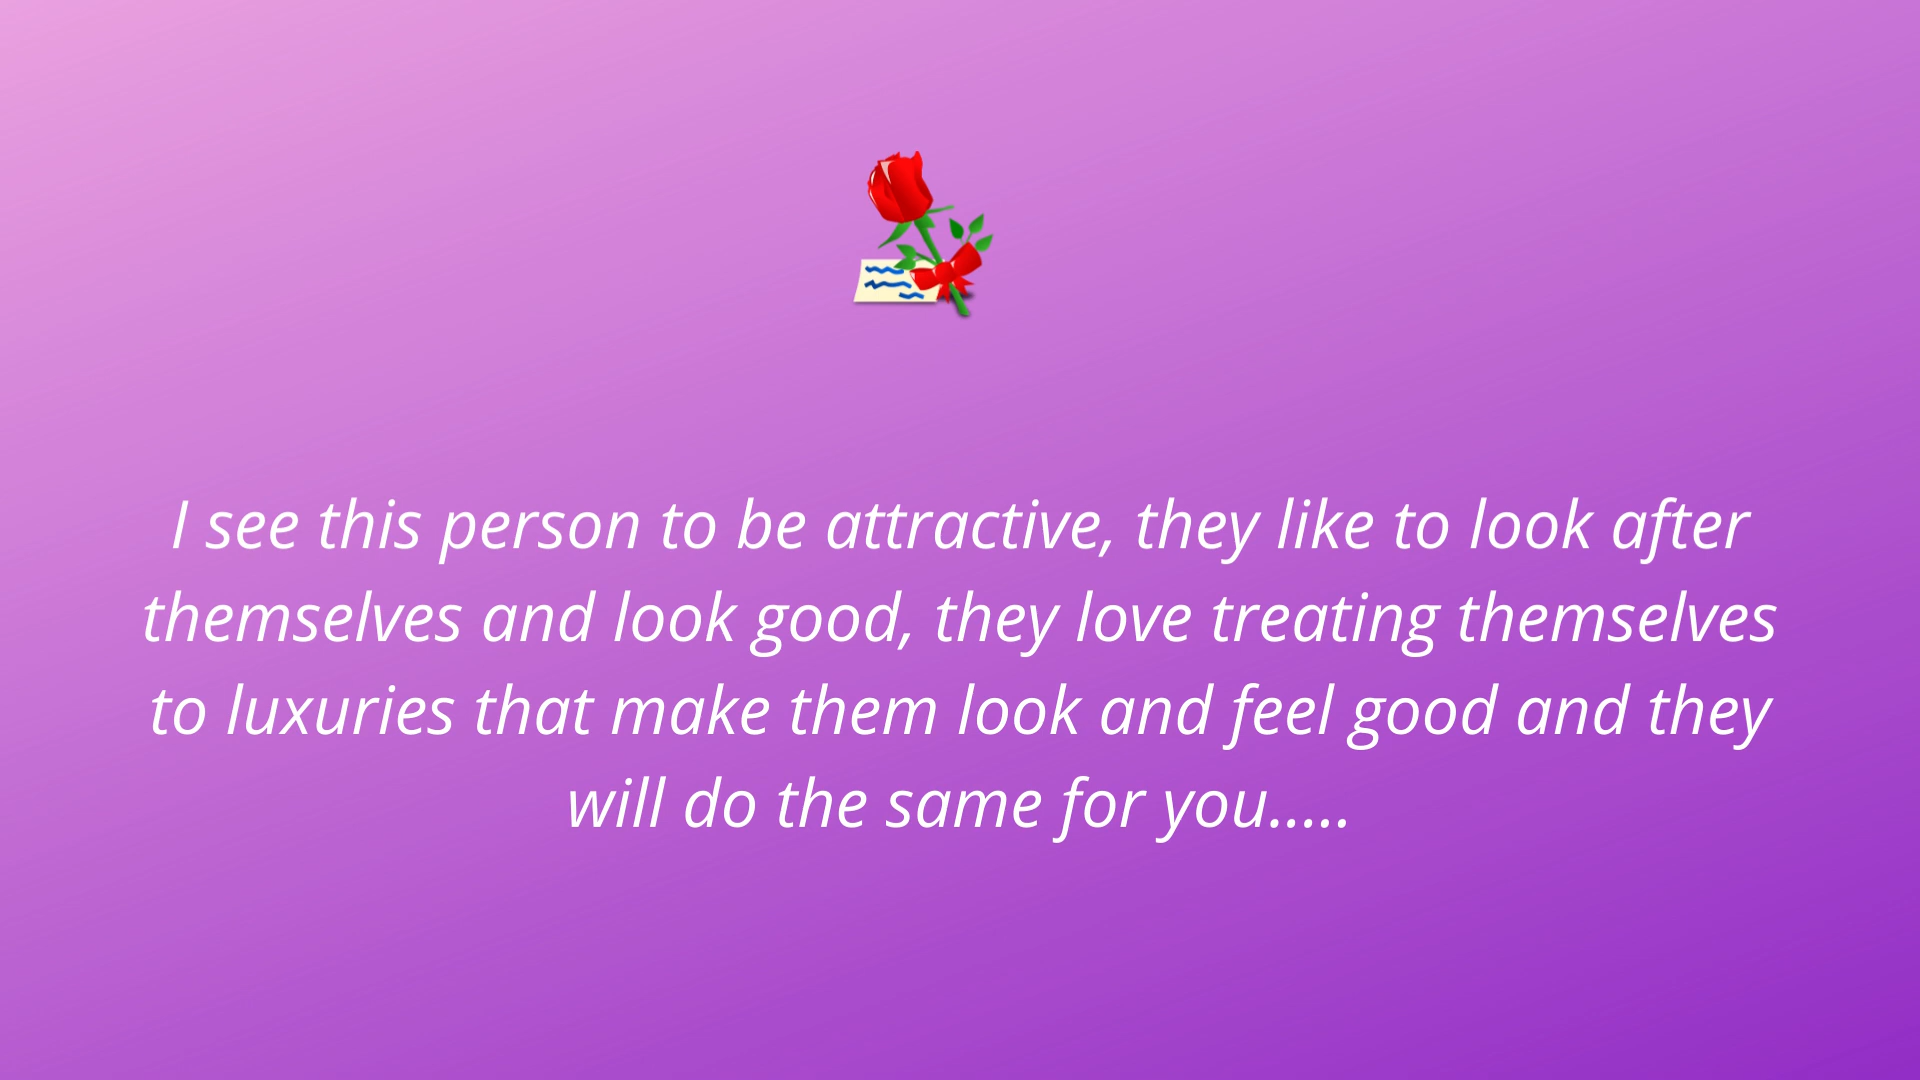 I see this person to be attractive, they like to look after
themselves and look good, they love treating themselves
to luxuries that make them look and feel good and they
will do the same for you.....